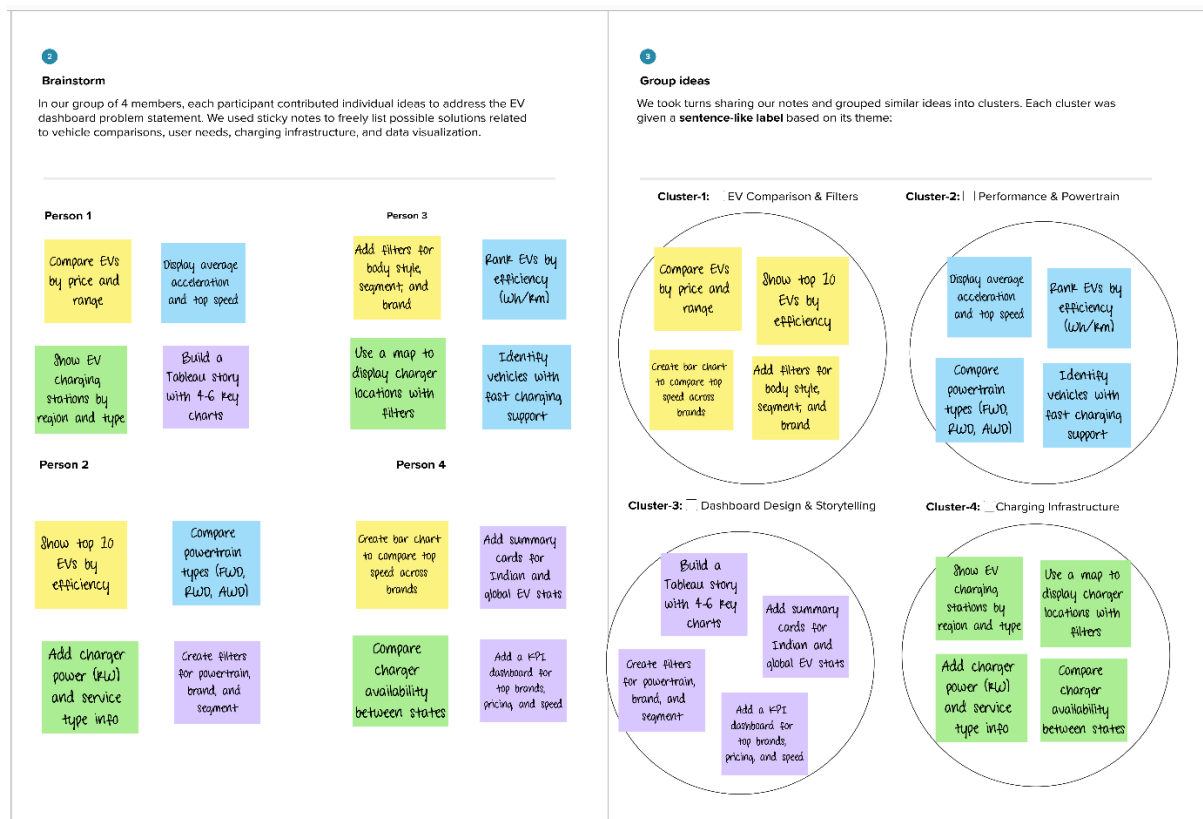 2
Brainstorm
In our group of 4 members, each participant contributed individual ideas to address the EV
dashboard problem statement. We used sticky notes to freely list possible solutions related
to vehicle comparisons, user needs, charging infrastructure, and data visualization.
Person 1
Compare EVs
by price and
range
Display average
acceleration
and top speed
Show EV
charging
stations by
region and type
Build a
Tableau story
with 4-6 key
charts
Person 3
Add filters for
body style,
segment, and
brand
Rank EVs by
efficiency
(Wh/km)
Use a map to
display charger
locations with
filters
Identify
vehicles with
fast charging
support
Person 2
Show top 10
EVs by
efficiency
Compare
powertrain
types (FWD,
RWD, AWD)
Add charger
power (kW)
and service
type info
Create filters
for powertrain,
brand, and
segment
Person 4
Create bar chart
to compare top
speed across
brands
Add summary
cards for
Indian and
global EV stats
Compare
charger
availability
between states
Add a KPI
dashboard for
top brands,
pricing, and speed
3
Group ideas
We took turns sharing our notes and grouped similar ideas into clusters. Each cluster was
given a sentence-like label based on its theme:
Cluster-1: EV Comparison & Filters
Compare EVs
by price and
range
Show top 10
EVs by
efficiency
Create bar chart
to compare top
speed across
brands
Add filters for
body style,
segment, and
brand
Cluster-2: Performance & Powertrain
Display average
acceleration
and top speed
Rank EVs by
efficiency
(Wh/km)
Compare
powertrain
types (FWD,
RWD, AWD)
Identify
vehicles with
fast charging
support
Cluster-3: Dashboard Design & Storytelling
Build a
Tableau story
with 4-6 key
charts
Add summary
cards for
Indian and
global EV stats
Create filters
for powertrain,
brand, and
segment
Add a KPI
dashboard for
top brands,
pricing, and speed
Cluster-4: Charging Infrastructure
Show EV
charging
stations by
region and type
Use a map to
display charger
locations with
filters
Add charger
power (kW)
and service
type info
Compare
charger
availability
between states